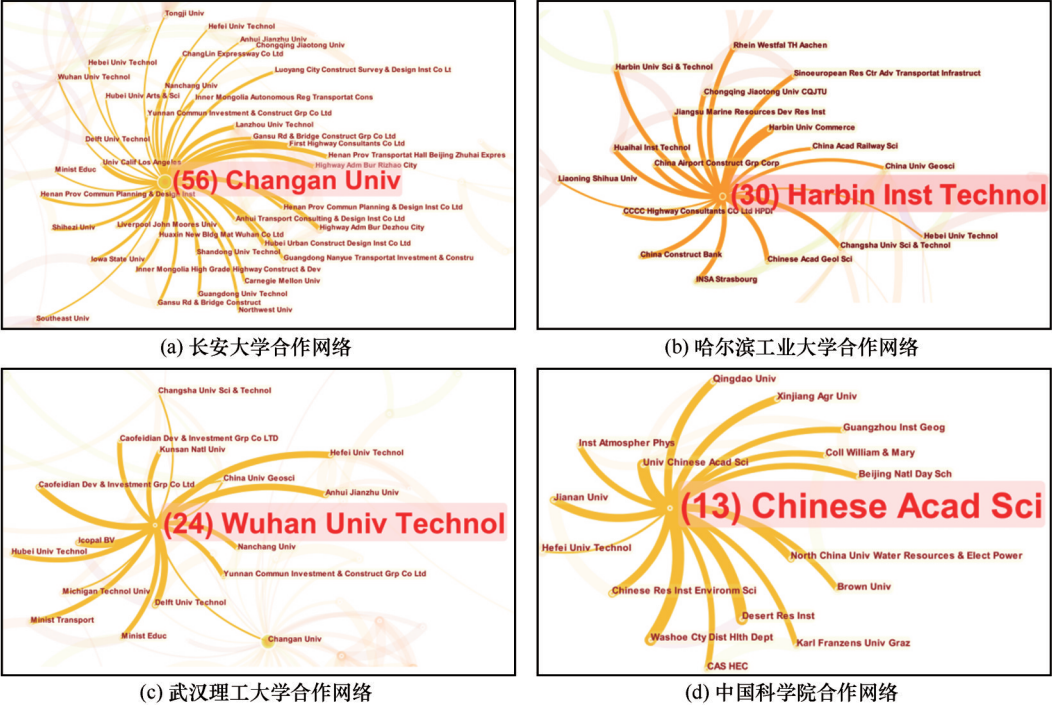 Tongji Univ
Hefei Univ Technol
Anhui Jianzhu Univ
Chongqing Jiaotong Univ
ChangLin Expressway Co Ltd
Hebei Univ Technol
Luoyang City Construct Survey & Design Inst Co Lt
Wuhan Univ Technol
Nanchang Univ
Hubei Univ Arts & Sci
Inner Mongolia Autonomous Reg Transportat Cons
Yunnan Commun Investment & Construct Grp Co Ltd
Lanzhou Univ Technol
Delft Univ Technol
Gansu Rd & Bridge Construct Grp Co Ltd
First Highway Consultants Co Ltd
Henan Prov Transportat Hall Beijing Zhuhai Expres
Univ Calif Los Angeles
Highway Adm Bur Rizhao City
Minist Educ
(56) Changan Univ
Henan Prov Commun Planning & Design Inst
Henan Prov Commun Planning & Design Inst Co Ltd
Anhui Transport Consulting & Design Inst Co Ltd
Shihezi Univ
Liverpool John Moores Univ
Highway Adm Bur Dezhou City
Huaxin New Bldg Mat Wuhan Co Ltd
Hubei Urban Construct Design Inst Co Ltd
Shandong Univ Technol
Iowa State Univ
Guangdong Nanyue Transportat Investment & Constru
Inner Mongolia High Grade Highway Construct & Dev
Carnegie Mellon Univ
Guangdong Univ Technol
Gansu Rd & Bridge Construct
Northwest Univ
Southeast Univ
(a) 长安大学合作网络
Rhein Westfal TH Aachen
Harbin Univ Sci & Technol
Sinoeuropean Res Ctr Adv Transportat Infrastruct
Chongqing Jiaotong Univ CQJTU
Jiangsu Marine Resources Dev Res Inst
Harbin Univ Commerce
Huaihai Inst Technol
China Acad Railway Sci
China Airport Construct Grp Corp
China Univ Geosci
Liaoning Shihua Univ
(30) Harbin Inst Technol
CCCC Highway Consultants CO Ltd HPDI
Hebei Univ Technol
Changsha Univ Sci & Technol
China Construct Bank
Chinese Acad Geol Sci
INSA Strasbourg
(b) 哈尔滨工业大学合作网络
Changsha Univ Sci & Technol
Caofeidian Dev & Investment Grp Co LTD
Kunsan Natl Univ
Hefei Univ Technol
China Univ Geosci
Caofeidian Dev & Investment Grp Co Ltd
Anhui Jianzhu Univ
(24) Wuhan Univ Technol
Icopal BV
Nanchang Univ
Hubei Univ Technol
Yunnan Commun Investment & Construct Grp Co Ltd
Michigan Technol Univ
Delft Univ Technol
Minist Transport
Minist Educ
Changan Univ
(c) 武汉理工大学合作网络
Qingdao Univ
Xinjiang Agr Univ
Guangzhou Inst Geog
Inst Atmospher Phys
Coll William & Mary
Univ Chinese Acad Sci
Beijing Natl Day Sch
Jianan Univ
(13) Chinese Acad Sci
Hefei Univ Technol
North China Univ Water Resources & Elect Power
Brown Univ
Chinese Res Inst Environm Sci
Desert Res Inst
Washoe Cty Dist Hlth Dept
Karl Franzens Univ Graz
CAS HEC
(d) 中国科学院合作网络